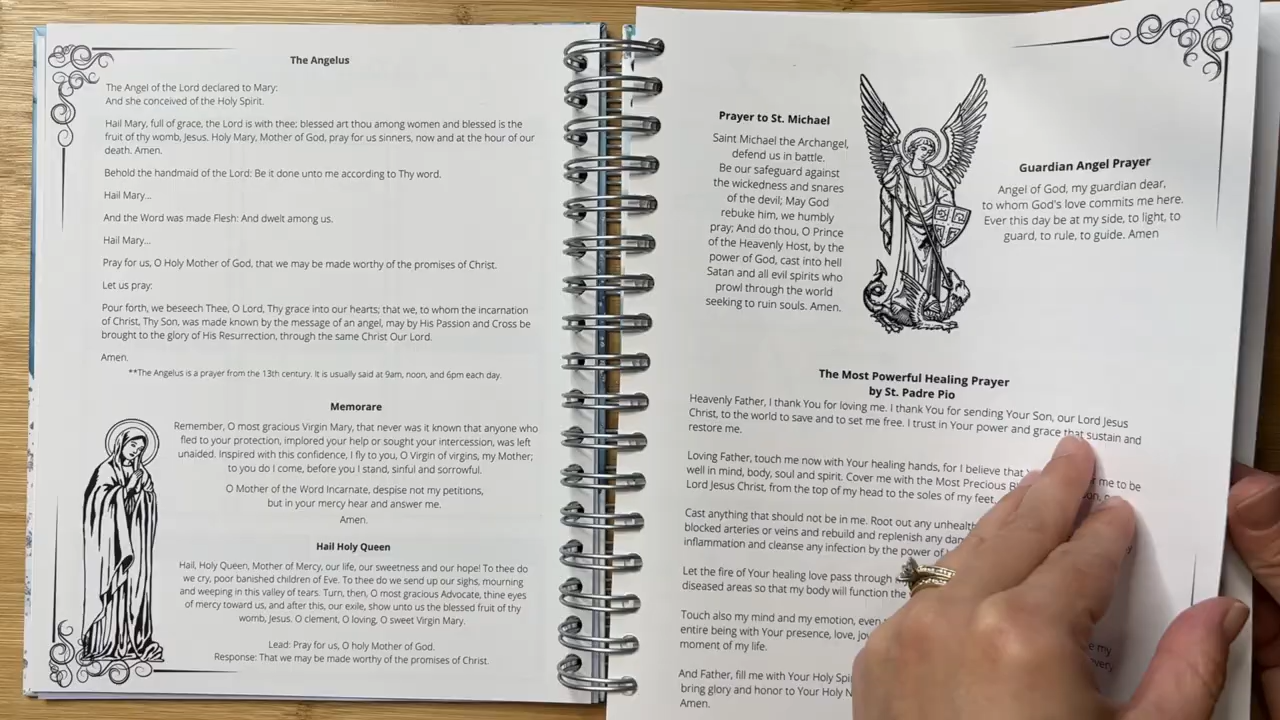 The Angelus
The Angel of the Lord declared to Mary:
And she conceived of the Holy Spirit.
Hail Mary, full of grace, the Lord is with thee; blessed art thou among women and blessed is the
fruit of thy womb, Jesus. Holy Mary, Mother of God, pray for us sinners, now and at the hour of our
death. Amen.
Behold the handmaid of the Lord: Be it done unto me according to Thy word.
Hail Mary...
And the Word was made Flesh: And dwelt among us.
Hail Mary...
Pray for us, O Holy Mother of God, that we may be made worthy of the promises of Christ.
Let us pray:
Pour forth, we beseech Thee, O Lord, Thy grace into our hearts; that we, to whom the incarnation
of Christ, Thy Son, was made known by the message of an angel, may by His Passion and Cross be
brought to the glory of His Resurrection, through the same Christ Our Lord.
Amen.
**The Angelus is a prayer from the 13th century. It is usually said at 9am, noon, and 6pm each day.
Memorare
Remember, O most gracious Virgin Mary, that never was it known that anyone who
fled to your protection, implored your help or sought your intercession, was left
unaided. Inspired with this confidence, I fly to you, O Virgin of virgins, my Mother;
to you do I come, before you I stand, sinful and sorrowful.
O Mother of the Word Incarnate, despise not my petitions,
but in your mercy hear and answer me.
Amen.
Hail Holy Queen
Hail, Holy Queen, Mother of Mercy, our life, our sweetness and our hope! To thee do
we cry, poor banished children of Eve. To thee do we send up our sighs, mourning
and weeping in this valley of tears. Turn, then, O most gracious Advocate, thine eyes
of mercy toward us, and after this, our exile, show unto us the blessed fruit of thy
womb, Jesus. O clement, O loving, O sweet Virgin Mary.
Lead: Pray for us, O holy Mother of God.
Response: That we may be made worthy of the promises of Christ.
Prayer to St. Michael
Saint Michael the Archangel,
defend us in battle.
Be our safeguard against
the wickedness and snares
of the devil; May God
rebuke him, we humbly
pray; And do thou, O Prince
of the Heavenly Host, by the
power of God, cast into hell
Satan and all evil spirits who
prowl through the world
seeking to ruin souls. Amen.
Guardian Angel Prayer
Angel of God, my guardian dear,
to whom God's love commits me here.
Ever this day be at my side, to light, to
guard, to rule, to guide. Amen
The Most Powerful Healing Prayer
by St. Padre Pio
Heavenly Father, I thank You for loving me. I thank You for sending Your Son, our Lord Jesus
Christ, to the world to save and to set me free. I trust in Your power and grace that sustain and
restore me.
Loving Father, touch me now with Your healing hands, for I believe that me to be
well in mind, body, soul and spirit. Cover me with the Most Precious
Lord Jesus Christ, from the top of my head to the soles of my feet.
Cast anything that should not be in me. Root out any
blocked arteries or veins and rebuild and replenish any
inflammation and cleanse any infection by the power of
Let the fire of Your healing love pass through
diseased areas so that my body will function the
Touch also my mind and my emotion,
entire being with Your presence, love, my
moment of my life.
And Father, fill me with Your Holy
bring glory and honor to Your Holy
Amen.